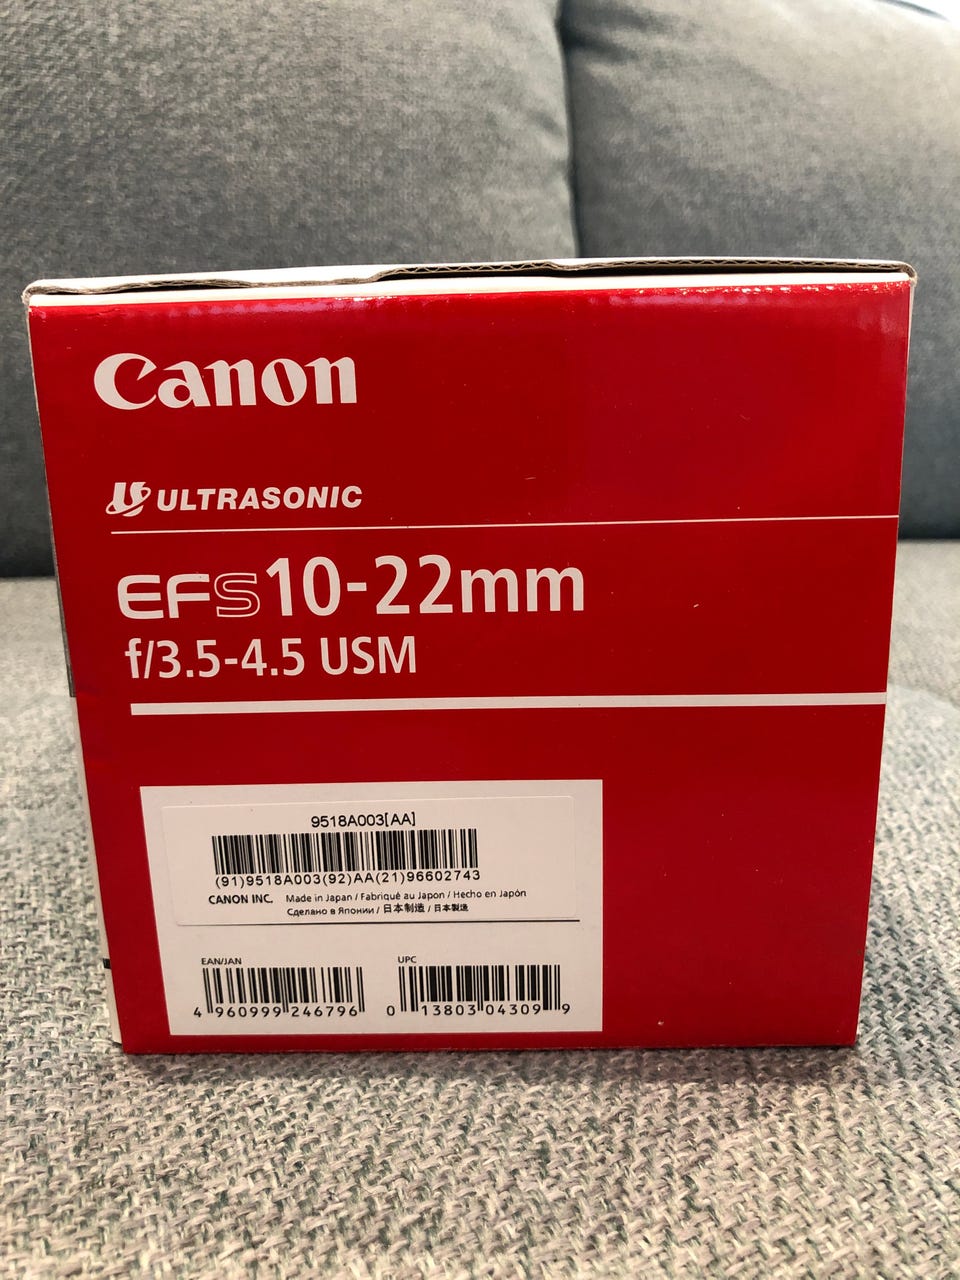 Canon
ULTRASONIC
EFS10-22mm
f/3.5-4.5 USM
9518A003[AA]
(91)9518A003(92)AA(21)96602743
CANON INC. Made in Japan / Fabriqué au Japon / Hecho en Japón
Сделано в Японии / 日本制造 / 日本製造
EAN/JAN
4 960999 246796
UPC
0 13803 04309 9